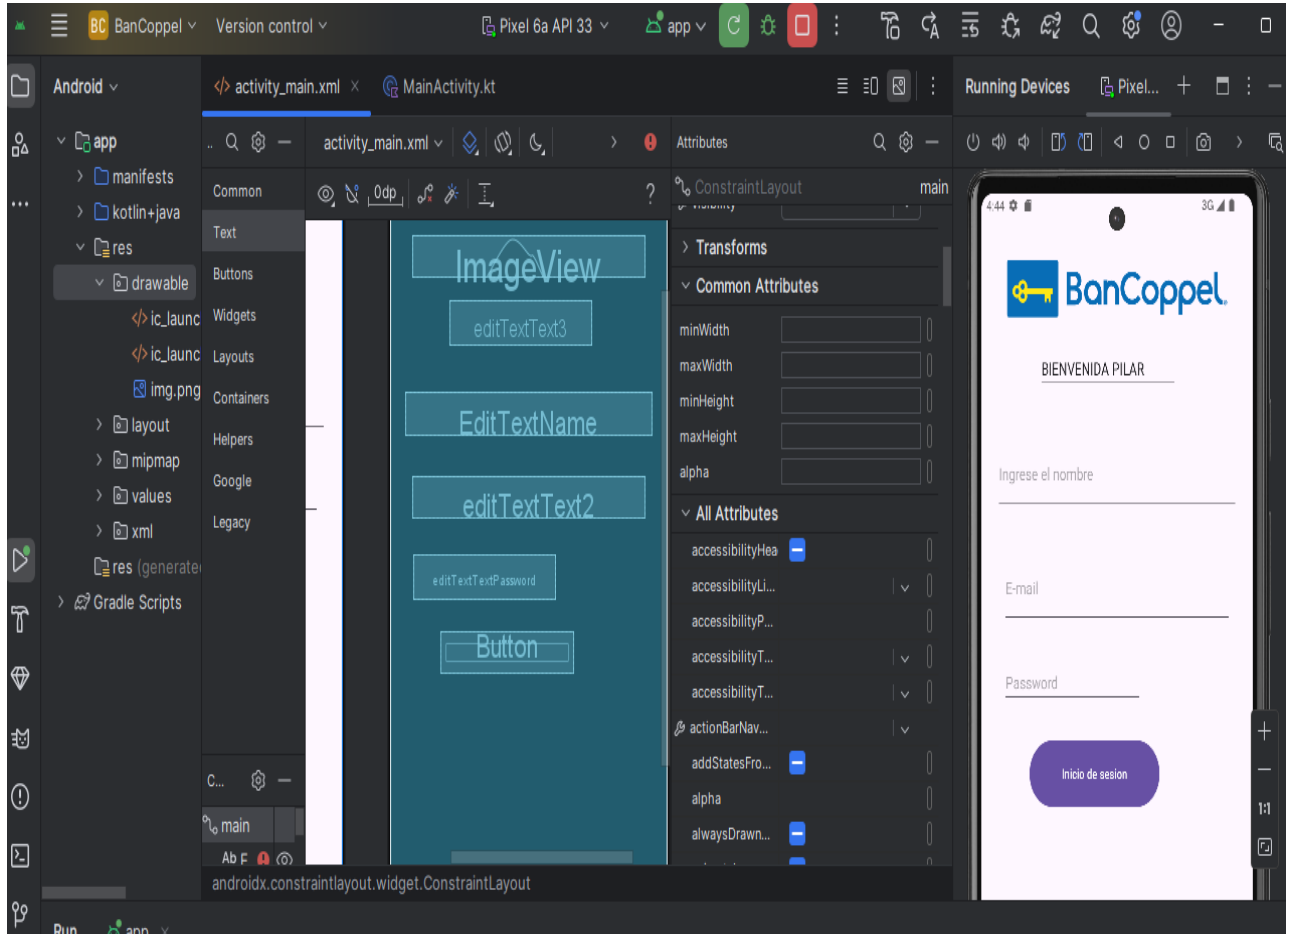 BC BanCoppel Version control Pixel 6a API 33 app
Android activity_main.xml MainActivity.kt Running Devices Pixel...
app
manifests
kotlin+java
res
drawable
ic_launc
ic_launc
img.png
layout
mipmap
values
xml
res (generate
Gradle Scripts
..
Common
Text
Buttons
Widgets
Layouts
Containers
Helpers
Google
Legacy
C...
main
Ab
activity_main.xml
0dp
?
ImageView
editTextText3
EditTextName
editTextText2
editTextTextPassword
Button
Attributes
ConstraintLayout main
visibility
Transforms
Common Attributes
minWidth
maxWidth
minHeight
maxHeight
alpha
All Attributes
accessibilityHea
accessibilityLi...
accessibilityP...
accessibilityT...
accessibilityT...
actionBarNav...
addStatesFro...
alpha
alwaysDrawn...
4:44 3G
BanCoppel.
BIENVENIDA PILAR
Ingrese el nombre
E-mail
Password
Inicio de sesion
1:1
androidx.constraintlayout.widget.ConstraintLayout
Run app